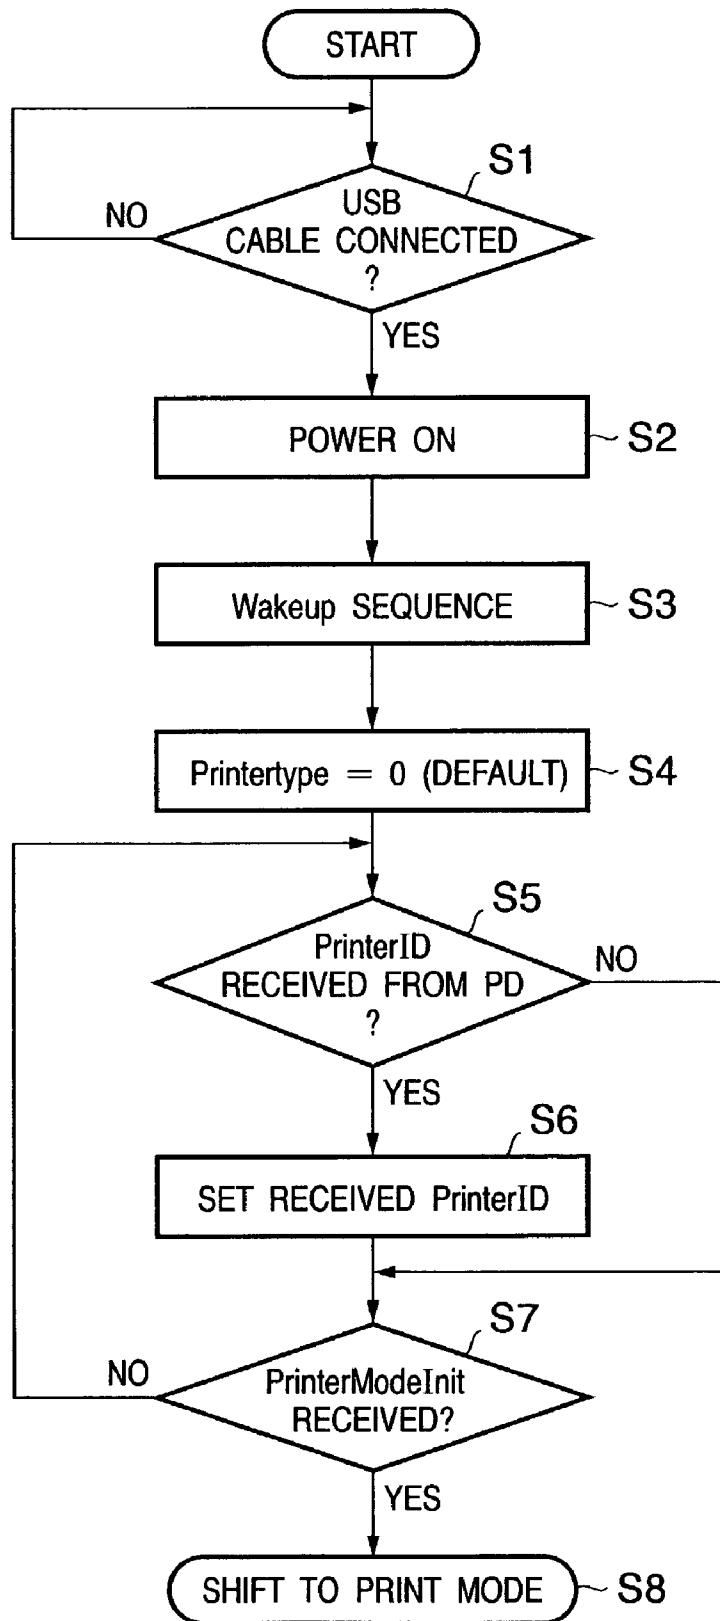 START
S1
USB
CABLE CONNECTED
?
NO
YES
POWER ON
S2
Wakeup SEQUENCE
S3
Printertype = 0 (DEFAULT)
S4
S5
PrinterID
RECEIVED FROM PD
?
NO
YES
S6
SET RECEIVED PrinterID
S7
NO
PrinterModeInit
RECEIVED?
YES
SHIFT TO PRINT MODE
S8